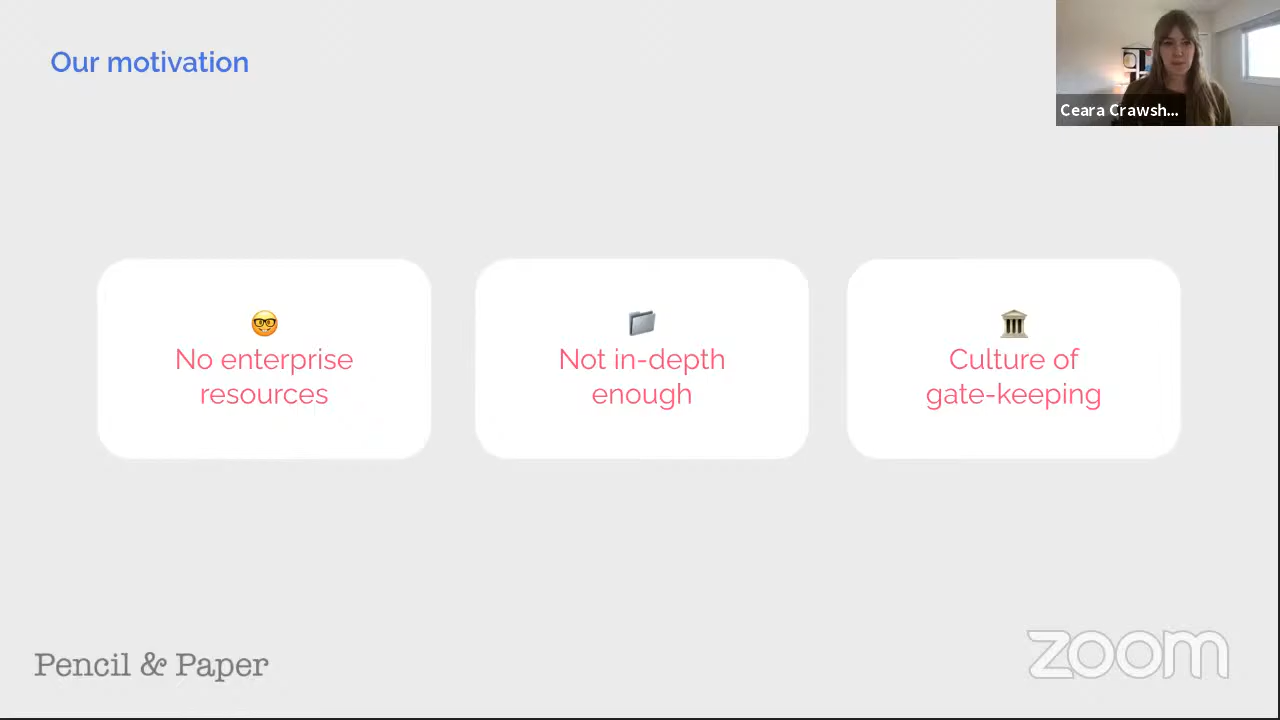 Our motivation
Ceara Crawsh...
No enterprise
resources
Not in-depth
enough
Culture of
gate-keeping
Pencil & Paper
zoom